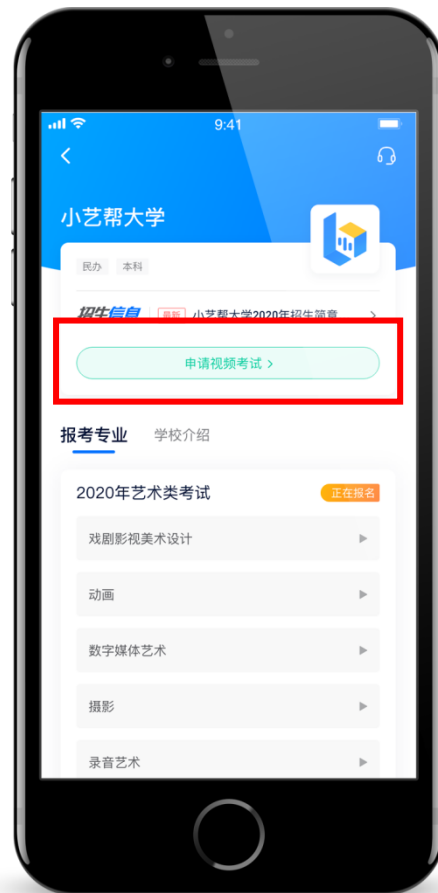 9:41
小艺帮大学
民办 本科
招生信息 最新 小艺帮大学2020年招生简章
申请视频考试 >
报考专业 学校介绍
2020年艺术类考试 正在报名
戏剧影视美术设计
动画
数字媒体艺术
摄影
录音艺术